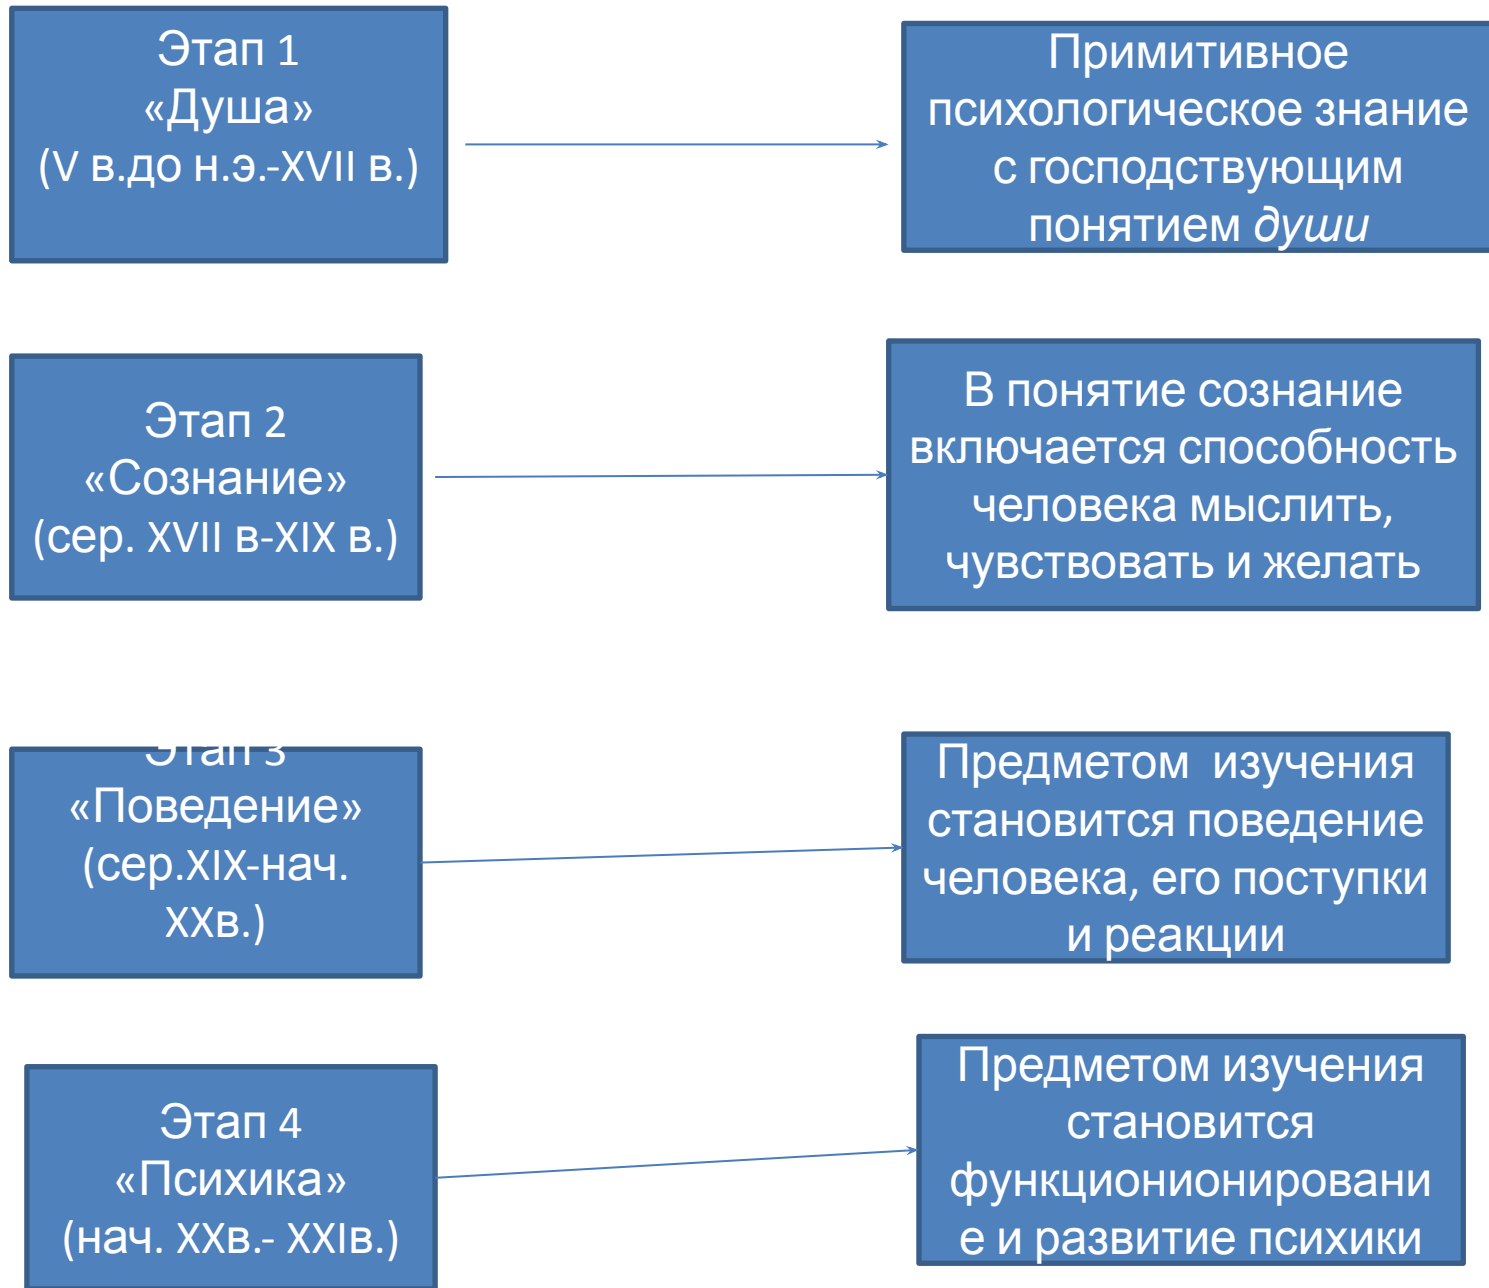 Этап 1
«Душа»
(V в.до н.э.-XVII в.)
Примитивное
психологическое знание
с господствующим
понятием души
Этап 2
«Сознание»
(сер. XVII в-XIX в.)
В понятие сознание
включается способность
человека мыслить,
чувствовать и желать
Этап 3
«Поведение»
(сер.XIX-нач.
XXв.)
Предметом изучения
становится поведение
человека, его поступки
и реакции
Этап 4
«Психика»
(нач. XXв.- XXIв.)
Предметом изучения
становится
функционионировани
е и развитие психики